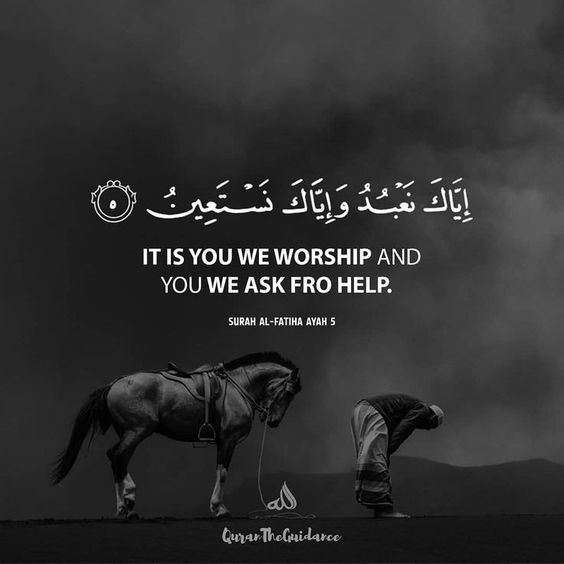 إِيَّاكَ نَعْبُدُ وَإِيَّاكَ نَسْتَعِينُ ٥
IT IS YOU WE WORSHIP AND
YOU WE ASK FRO HELP.
SURAH AL-FATIHA AYAH 5
الله
QuranTheGuidance